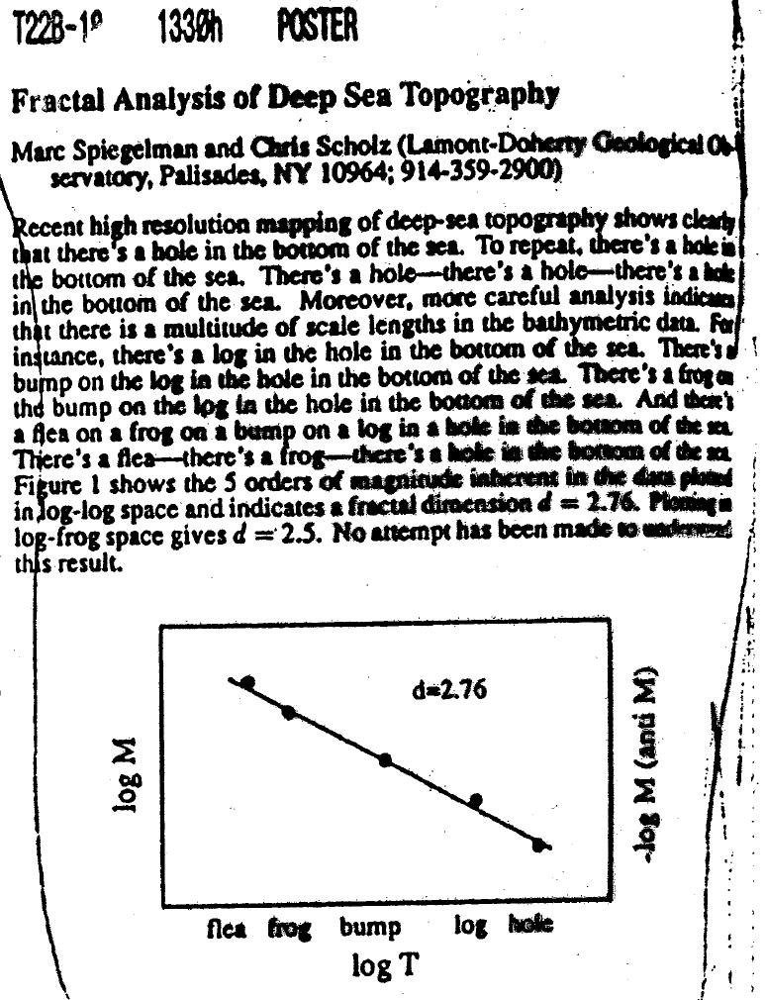 T22B-19 1330h POSTER
Fractal Analysis of Deep Sea Topography
Marc Spiegelman and Chris Scholz (Lamont-Doherty Geological Ob-
servatory, Palisades, NY 10964; 914-359-2900)
Recent high resolution mapping of deep-sea topography shows clearly
that there's a hole in the bottom of the sea. To repeat, there's a hole in
the bottom of the sea. There's a hole—there's a hole—there's a hole
in the bottom of the sea. Moreover, more careful analysis indicates
that there is a multitude of scale lengths in the bathymetric data. For
instance, there's a log in the hole in the bottom of the sea. There's a
bump on the log in the hole in the bottom of the sea. There's a frog on
the bump on the log in the hole in the bottom of the sea. And there's
a flea on a frog on a bump on a log in a hole in the bottom of the sea.
There's a flea—there's a frog—there's a hole in the bottom of the sea.
Figure 1 shows the 5 orders of magnitude inherent in the data plotted
in log-log space and indicates a fractal dimension d = 2.76. Plotting in
log-frog space gives d = 2.5. No attempt has been made to understand
this result.
d=2.76
log M
-log M (anti M)
flea frog bump log hole
log T